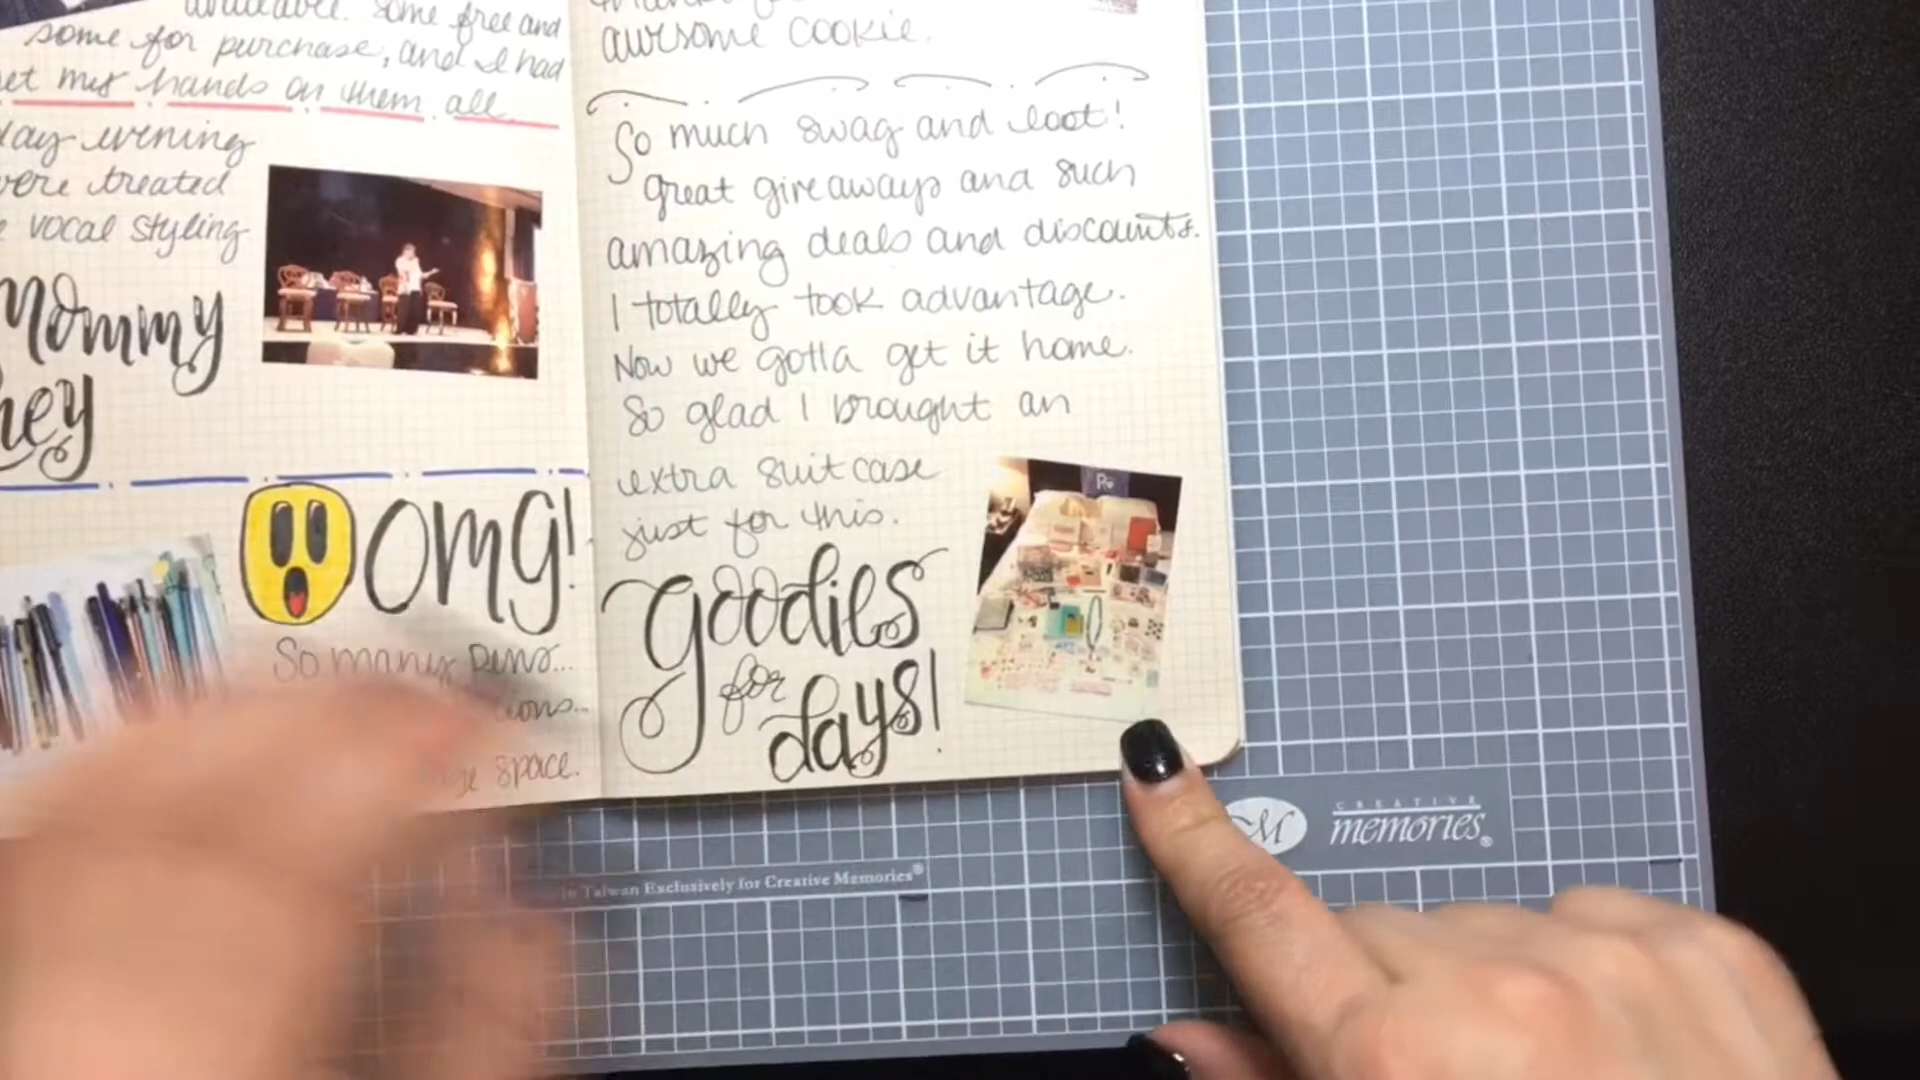 available. Some free and
some for purchase, and I had
my hands on them all.
evening
were treated
vocal styling
Mommy
hey
OMG!
So many pens...
space.
awesome cookie.
So much swag and loot!
great giveaways and such
amazing deals and discounts.
I totally took advantage.
Now we gotta get it home.
So glad I brought an
extra suitcase
just for this.
goodies
for
days!
CREATIVE
memories®
in Taiwan Exclusively for Creative Memories®